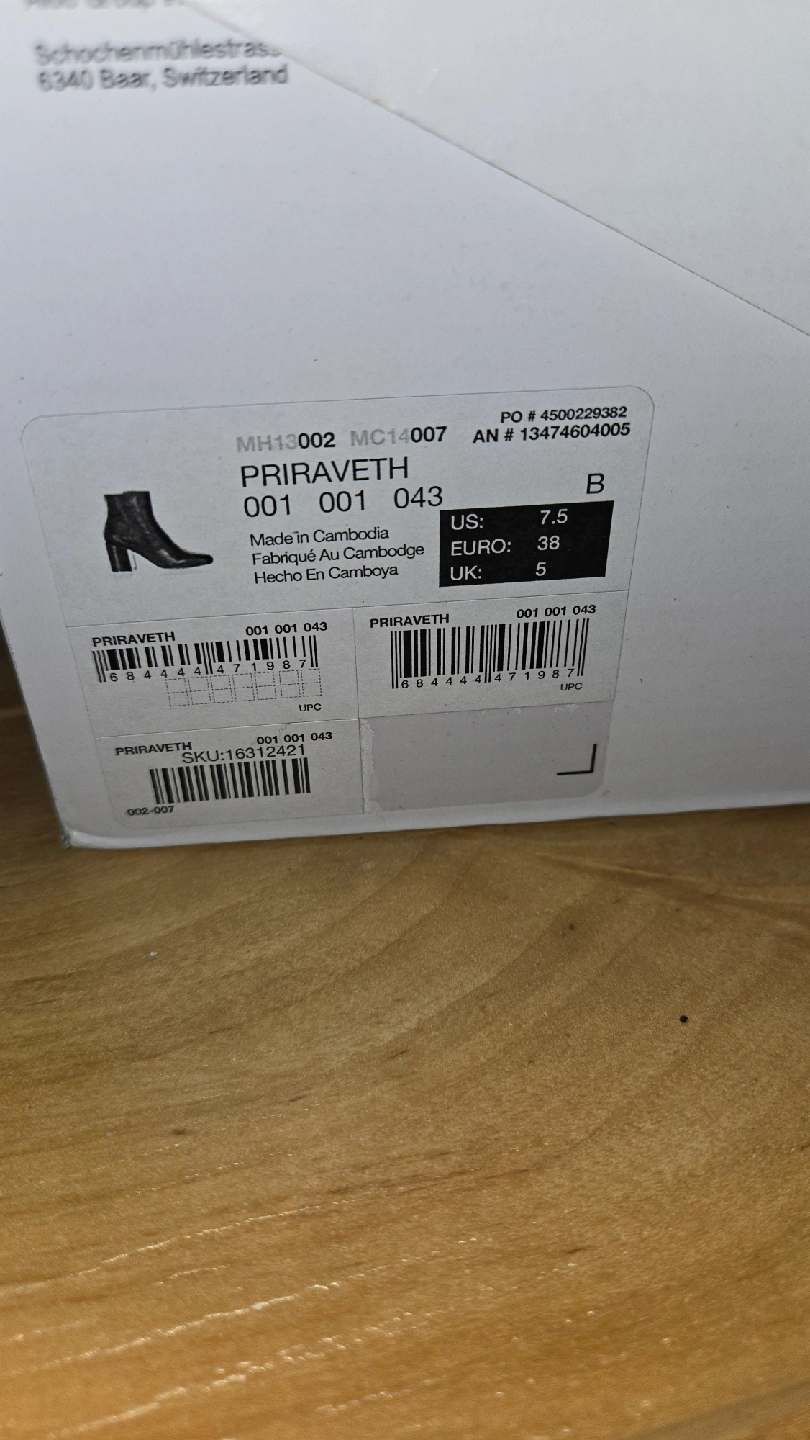 Schochenmühlestrass
6340 Baar, Switzerland
MH13002 MC14007
PO # 4500229382
AN # 13474604005
PRIRAVETH
001 001 043
B
Made in Cambodia
Fabriqué Au Cambodge
Hecho En Camboya
US: 7.5
EURO: 38
UK: 5
PRIRAVETH 001 001 043
6 84444 47198 7
UPC
PRIRAVETH 001 001 043
6 84444 47198 7
UPC
PRIRAVETH 001 001 043
SKU:16312421
002-007